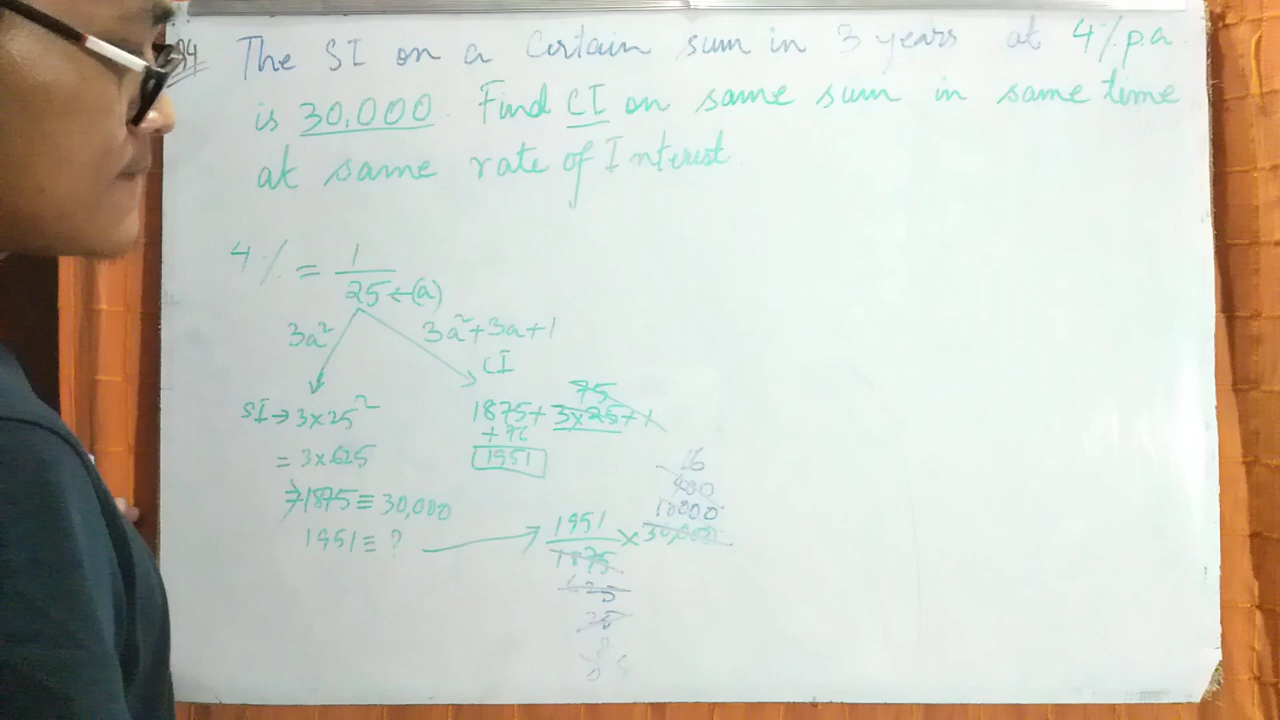 34 The SI on a Certain sum in 3 years at 4% p.a
is 30,000. Find CI on same sum in same time
at same rate of Interest.
4% = 1/25 ←(a)
3a² 3a²+3a+1
CI
75
SI→3×25² 1875+ 3×25+1
+76
= 3×625 1951
16
400
⇒1875≡30,000 10000
1951≡? 1951/1875 × 30,000
625
25